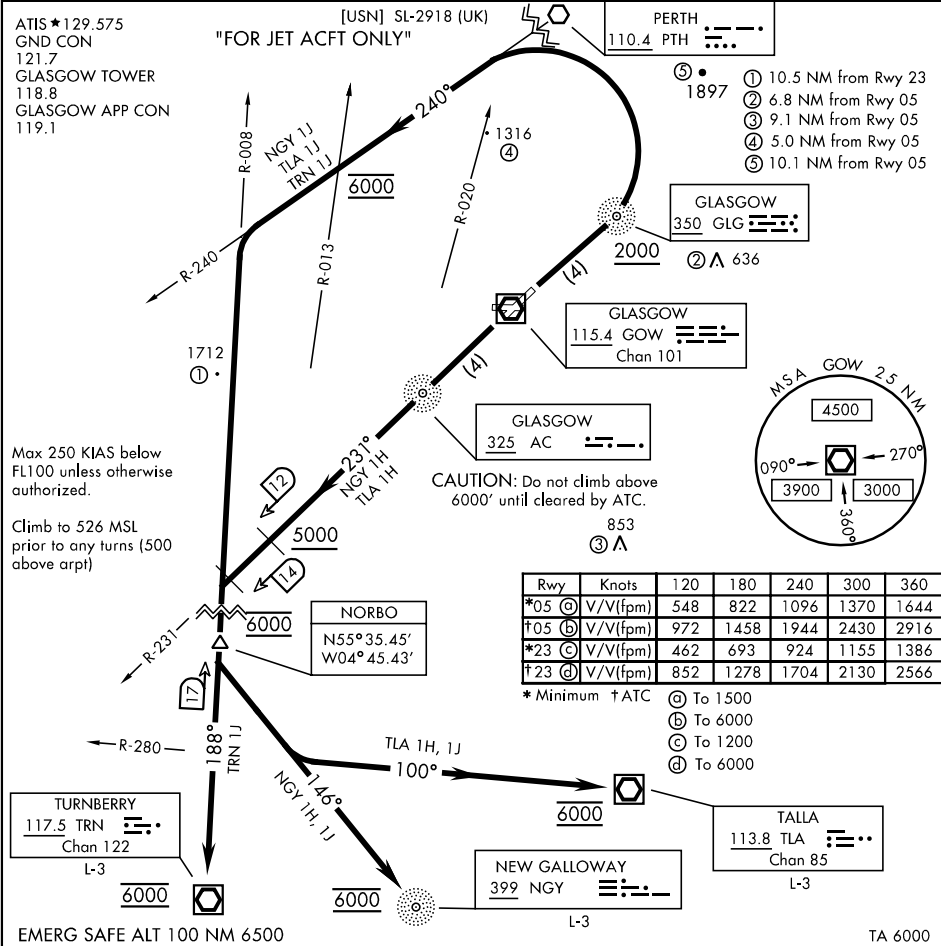 ATIS ★ 129.575
GND CON
121.7
GLASGOW TOWER
118.8
GLASGOW APP CON
119.1
[USN] SL-2918 (UK)
"FOR JET ACFT ONLY"
PERTH
110.4 PTH
⑤
1897
① 10.5 NM from Rwy 23
② 6.8 NM from Rwy 05
③ 9.1 NM from Rwy 05
④ 5.0 NM from Rwy 05
⑤ 10.1 NM from Rwy 05
240°
NGY 1J
TLA 1J
TRN 1J
6000
R-008
R-013
R-020
R-240
1316
④
GLASGOW
350 GLG
2000
② 636
(4)
GLASGOW
115.4 GOW
Chan 101
(4)
1712
①
GLASGOW
325 AC
231°
NGY 1H
TLA 1H
MSA GOW 25 NM
4500
090°
270°
3900
3000
360°
Max 250 KIAS below
FL100 unless otherwise
authorized.
Climb to 526 MSL
prior to any turns (500
above arpt)
CAUTION: Do not climb above
6000' until cleared by ATC.
853
③
12
5000
14
6000
NORBO
N55° 35.45'
W04° 45.43'
R-231
17
Rwy Knots 120 180 240 300 360
*05 ⓐ V/V(fpm) 548 822 1096 1370 1644
†05 ⓑ V/V(fpm) 972 1458 1944 2430 2916
*23 ⓒ V/V(fpm) 462 693 924 1155 1386
†23 ⓓ V/V(fpm) 852 1278 1704 2130 2566
* Minimum † ATC
ⓐ To 1500
ⓑ To 6000
ⓒ To 1200
ⓓ To 6000
R-280
188°
TRN 1J
TLA 1H, 1J
100°
146°
NGY 1H, 1J
6000
TURNBERRY
117.5 TRN
Chan 122
L-3
6000
6000
NEW GALLOWAY
399 NGY
L-3
TALLA
113.8 TLA
Chan 85
L-3
EMERG SAFE ALT 100 NM 6500
TA 6000